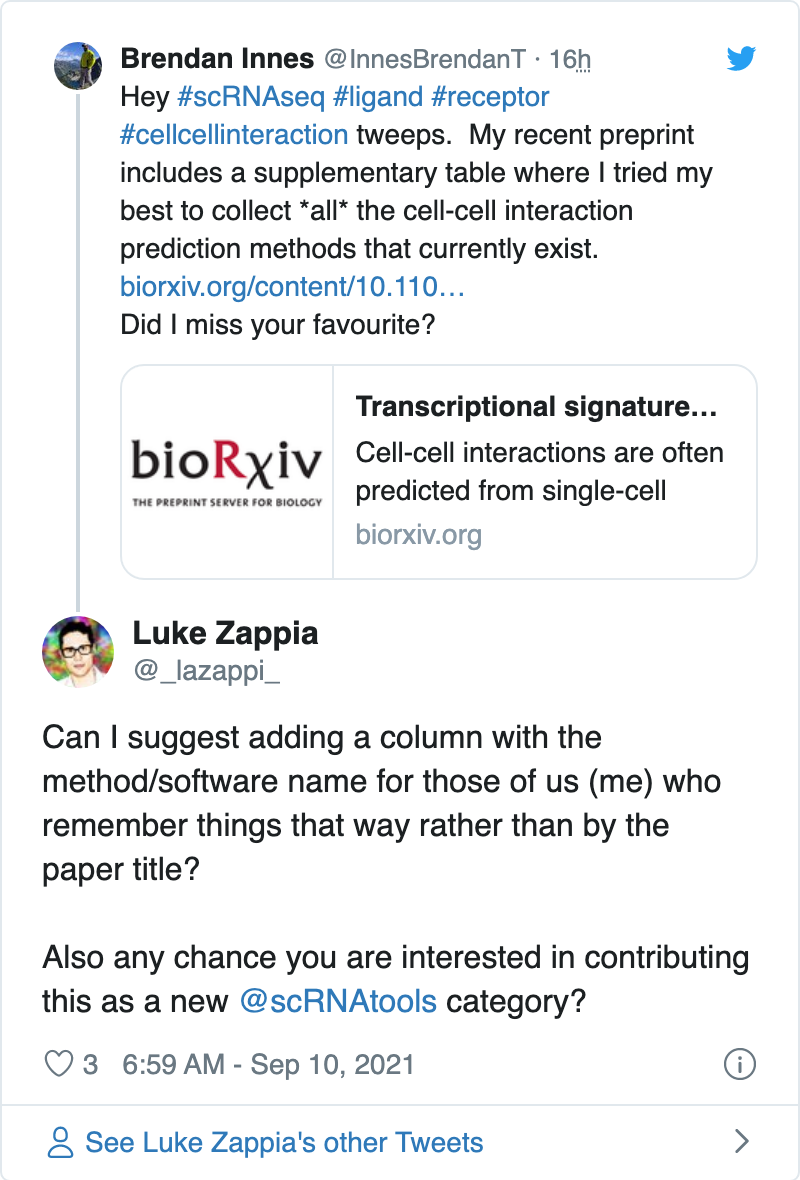 Brendan Innes @InnesBrendanT · 16h
Hey #scRNAseq #ligand #receptor
#cellcellinteraction tweeps.  My recent preprint
includes a supplementary table where I tried my
best to collect *all* the cell-cell interaction
prediction methods that currently exist.
biorxiv.org/content/10.110…
Did I miss your favourite?
bioRχiv
THE PREPRINT SERVER FOR BIOLOGY
Transcriptional signature...
Cell-cell interactions are often
predicted from single-cell
biorxiv.org
Luke Zappia
@_lazappi_
Can I suggest adding a column with the
method/software name for those of us (me) who
remember things that way rather than by the
paper title?
Also any chance you are interested in contributing
this as a new @scRNAtools category?
3 6:59 AM - Sep 10, 2021
See Luke Zappia's other Tweets